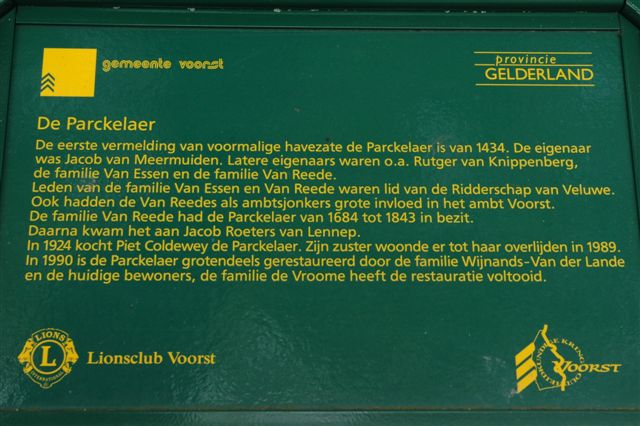 gemeente voorst
provincie
GELDERLAND
De Parckelaer
De eerste vermelding van voormalige havezate de Parckelaer is van 1434. De eigenaar
was Jacob van Meermuiden. Latere eigenaars waren o.a. Rutger van Knippenberg,
de familie Van Essen en de familie Van Reede.
Leden van de familie Van Essen en Van Reede waren lid van de Ridderschap van Veluwe.
Ook hadden de Van Reedes als ambtsjonkers grote invloed in het ambt Voorst.
De familie Van Reede had de Parckelaer van 1684 tot 1843 in bezit.
Daarna kwam het aan Jacob Roeters van Lennep.
In 1924 kocht Piet Coldewey de Parckelaer. Zijn zuster woonde er tot haar overlijden in 1989.
In 1990 is de Parckelaer grotendeels gerestaureerd door de familie Wijnands-Van der Lande
en de huidige bewoners, de familie de Vroome heeft de restauratie voltooid.
LIONS
L
INTERNATIONAL
Lionsclub Voorst
OUDHEIDKUNDIGE KRING
VOORST